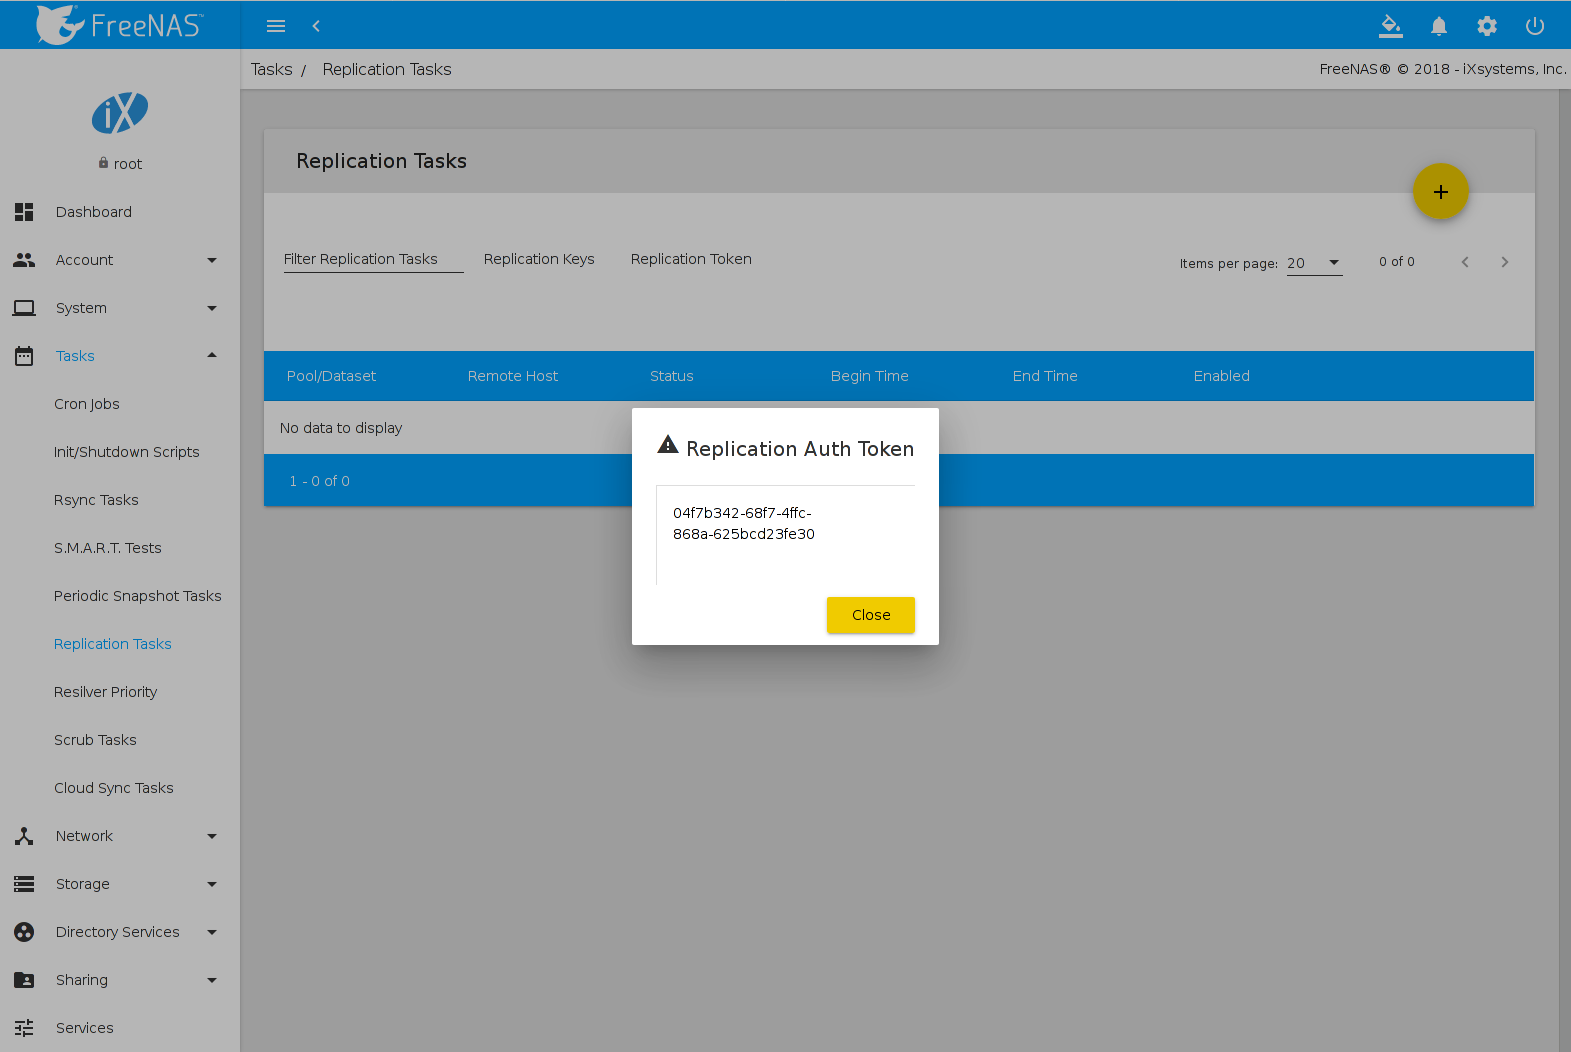 FreeNAS™
Tasks / Replication Tasks
FreeNAS® © 2018 - iXsystems, Inc.
iX
root
Dashboard
Account
System
Tasks
Cron Jobs
Init/Shutdown Scripts
Rsync Tasks
S.M.A.R.T. Tests
Periodic Snapshot Tasks
Replication Tasks
Resilver Priority
Scrub Tasks
Cloud Sync Tasks
Network
Storage
Directory Services
Sharing
Services
Replication Tasks
+
Filter Replication Tasks Replication Keys Replication Token
Items per page: 20 0 of 0
Pool/Dataset Remote Host Status Begin Time End Time Enabled
No data to display
1 - 0 of 0
Replication Auth Token
04f7b342-68f7-4ffc-
868a-625bcd23fe30
Close